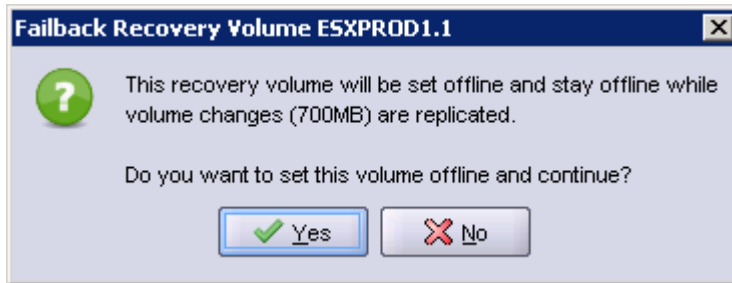 Failback Recovery Volume ESXPROD1.1
This recovery volume will be set offline and stay offline while
volume changes (700MB) are replicated.
Do you want to set this volume offline and continue?
Yes No